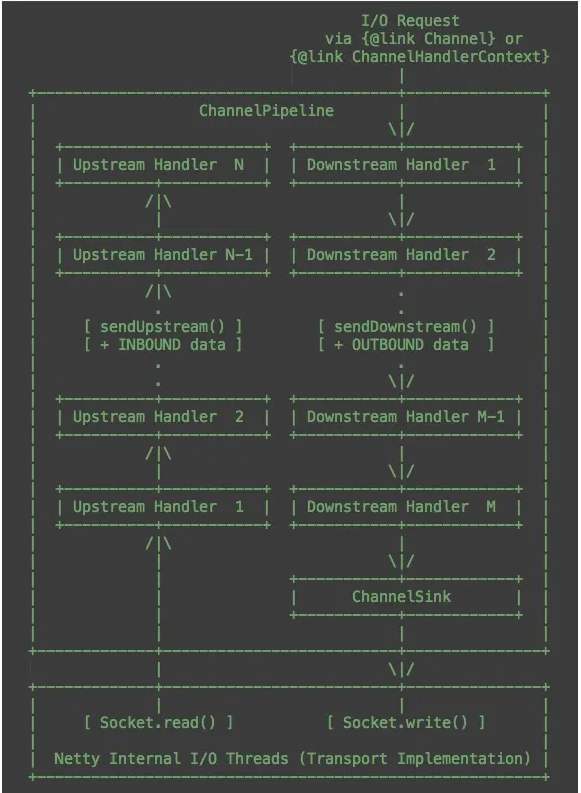 I/O Request
via {@link Channel} or
{@link ChannelHandlerContext}
ChannelPipeline
Upstream Handler N Downstream Handler 1
Upstream Handler N-1 Downstream Handler 2
[ sendUpstream() ] [ sendDownstream() ]
[ + INBOUND data ] [ + OUTBOUND data ]
Upstream Handler 2 Downstream Handler M-1
Upstream Handler 1 Downstream Handler M
ChannelSink
[ Socket.read() ] [ Socket.write() ]
Netty Internal I/O Threads (Transport Implementation)